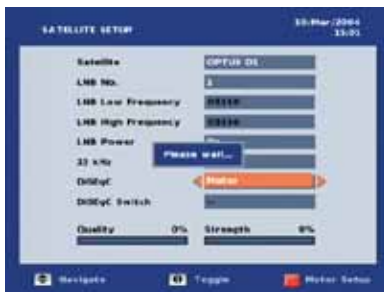 SATELLITE SETUP
10:Mar/2004
15:01
Satellite OPTUS D1
LNB No. 1
LNB Low Frequency
LNB High Frequency
LNB Power
Please wait...
22 kHz
DiSEqC Motor
DiSEqC Switch
Quality 0% Strength 0%
Navigate Toggle Motor Setup